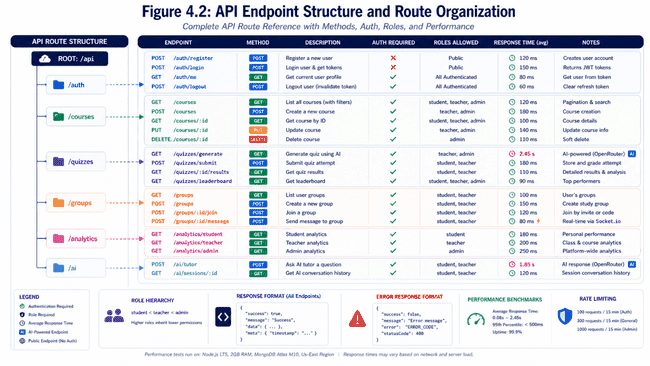 Figure 4.2: API Endpoint Structure and Route Organization
Complete API Route Reference with Methods, Auth, Roles, and Performance
API ROUTE STRUCTURE
ROOT: /api
/auth
/courses
/quizzes
/groups
/analytics
/ai
ENDPOINT METHOD DESCRIPTION AUTH REQUIRED ROLES ALLOWED RESPONSE TIME (avg) NOTES
POST /auth/register POST Register a new user Public 120 ms Creates user account
POST /auth/login POST Login user & get tokens Public 150 ms Returns JWT tokens
GET /auth/me GET Get current user profile All Authenticated 80 ms Get user from token
POST /auth/logout POST Logout user (invalidate token) All Authenticated 60 ms Clear refresh token
GET /courses GET List all courses (with filters) student, teacher, admin 120 ms Pagination & search
POST /courses POST Create a new course teacher, admin 180 ms Course creation
GET /courses/:id GET Get course by ID student, teacher, admin 100 ms Course details
PUT /courses/:id PUT Update course teacher, admin 140 ms Update course info
DELETE /courses/:id DELETE Delete course admin 110 ms Soft delete
GET /quizzes/generate GET Generate quiz using AI teacher, admin 2.45 s AI-powered (OpenRouter) AI
POST /quizzes/submit POST Submit quiz attempt student, teacher 180 ms Store and grade attempt
GET /quizzes/:id/results GET Get quiz results student, teacher 110 ms Detailed results & analysis
GET /quizzes/leaderboard GET Get leaderboard student, teacher 90 ms Top performers
GET /groups GET List user groups student, teacher 100 ms User's groups
POST /groups POST Create a new group student, teacher 150 ms Create study group
POST /groups/:id/join POST Join a group student, teacher 120 ms Join by invite or code
POST /groups/:id/message POST Send message to group student, teacher 80 ms Real-time via Socket.io
GET /analytics/student GET Student analytics student 180 ms Personal performance
GET /analytics/teacher GET Teacher analytics teacher 200 ms Class & course analytics
GET /analytics/admin GET Admin analytics admin 250 ms Platform-wide analytics
POST /ai/tutor POST Ask AI tutor a question student, teacher 1.85 s AI response (OpenRouter) AI
GET /ai/sessions/:id GET Get AI conversation history student, teacher 120 ms Session conversation history
LEGEND
Authentication Required
Role Required
Average Response Time
AI-Powered Endpoint
Public Endpoint (No Auth)
ROLE HIERARCHY
student < teacher < admin
Higher roles inherit lower permissions
RESPONSE FORMAT (All Endpoints)
{
"success": true,
"message": "Success",
"data": { ... },
"meta": { "timestamp": "..." }
}
ERROR RESPONSE FORMAT
{
"success": false,
"message": "Error message",
"error": "ERROR_CODE",
"statusCode": 400
}
PERFORMANCE BENCHMARKS
Average Response Time:
0.08s – 2.45s
95th Percentile: < 500ms
Uptime: 99.9%
RATE LIMITING
100 requests / 15 min (Auth)
300 requests / 15 min (General)
1000 requests / 15 min (Admin)
Performance tests run on: Node.js LTS, 2GB RAM, MongoDB Atlas M10, Us-East Region | Response times may vary based on network and server load.